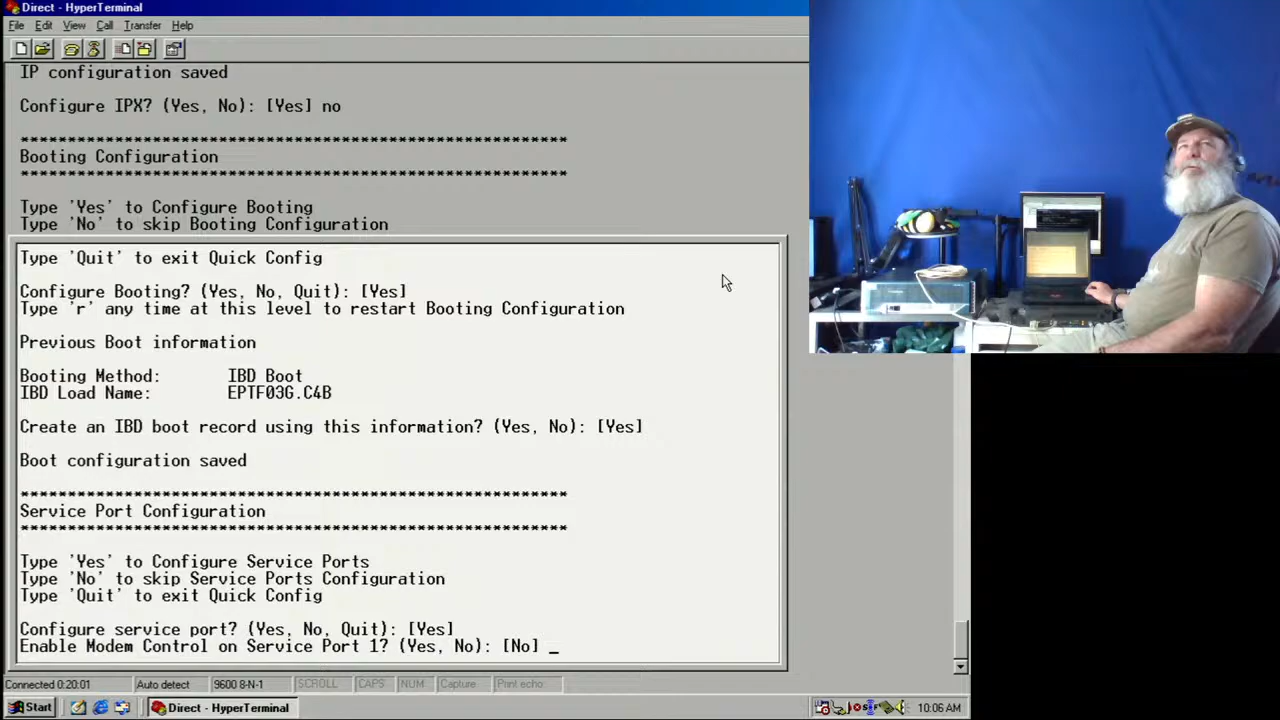 Direct - HyperTerminal
File Edit View Call Transfer Help
IP configuration saved
Configure IPX? (Yes, No): [Yes] no
**********************************************************
Booting Configuration
**********************************************************
Type 'Yes' to Configure Booting
Type 'No' to skip Booting Configuration
Type 'Quit' to exit Quick Config
Configure Booting? (Yes, No, Quit): [Yes]
Type 'r' any time at this level to restart Booting Configuration
Previous Boot information
Booting Method: IBD Boot
IBD Load Name: EPTF03G.C4B
Create an IBD boot record using this information? (Yes, No): [Yes]
Boot configuration saved
**********************************************************
Service Port Configuration
**********************************************************
Type 'Yes' to Configure Service Ports
Type 'No' to skip Service Ports Configuration
Type 'Quit' to exit Quick Config
Configure service port? (Yes, No, Quit): [Yes]
Enable Modem Control on Service Port 1? (Yes, No): [No] _
Connected 0:20:01 Auto detect 9600 8-N-1 SCROLL CAPS NUM Capture Print echo
Start Direct - HyperTerminal 10:06 AM